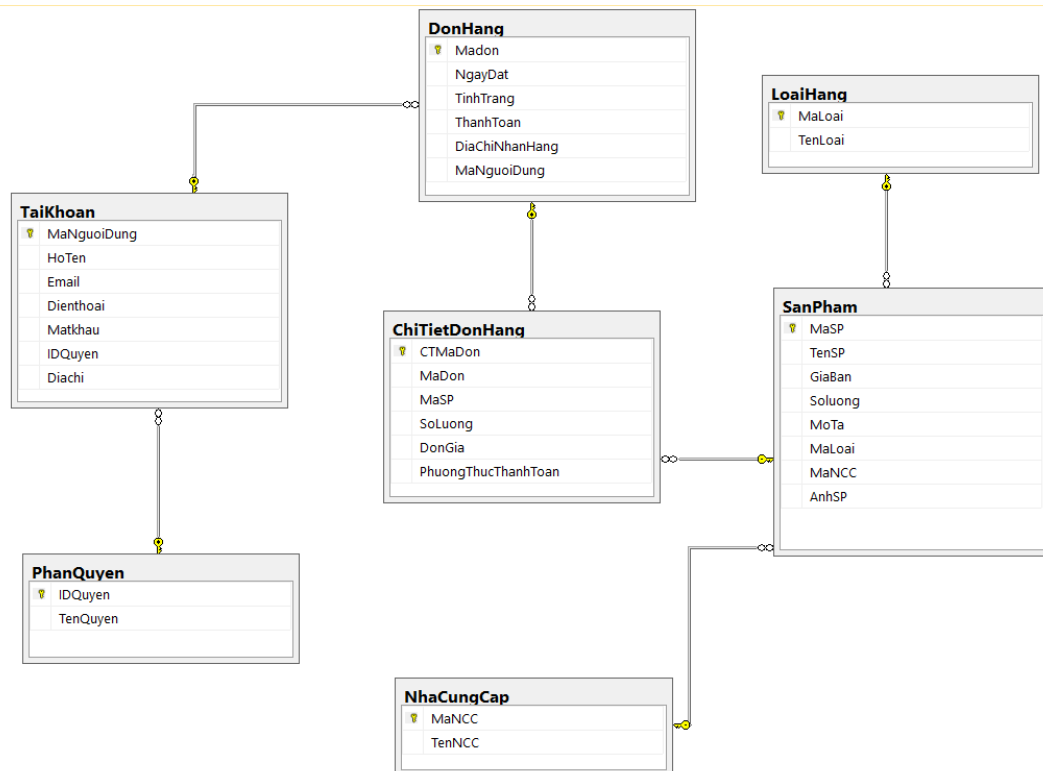 DonHang
Madon
NgayDat
TinhTrang
ThanhToan
DiaChiNhanHang
MaNguoiDung
LoaiHang
MaLoai
TenLoai
TaiKhoan
MaNguoiDung
HoTen
Email
Dienthoai
Matkhau
IDQuyen
Diachi
ChiTietDonHang
CTMaDon
MaDon
MaSP
SoLuong
DonGia
PhuongThucThanhToan
SanPham
MaSP
TenSP
GiaBan
Soluong
MoTa
MaLoai
MaNCC
AnhSP
PhanQuyen
IDQuyen
TenQuyen
NhaCungCap
MaNCC
TenNCC